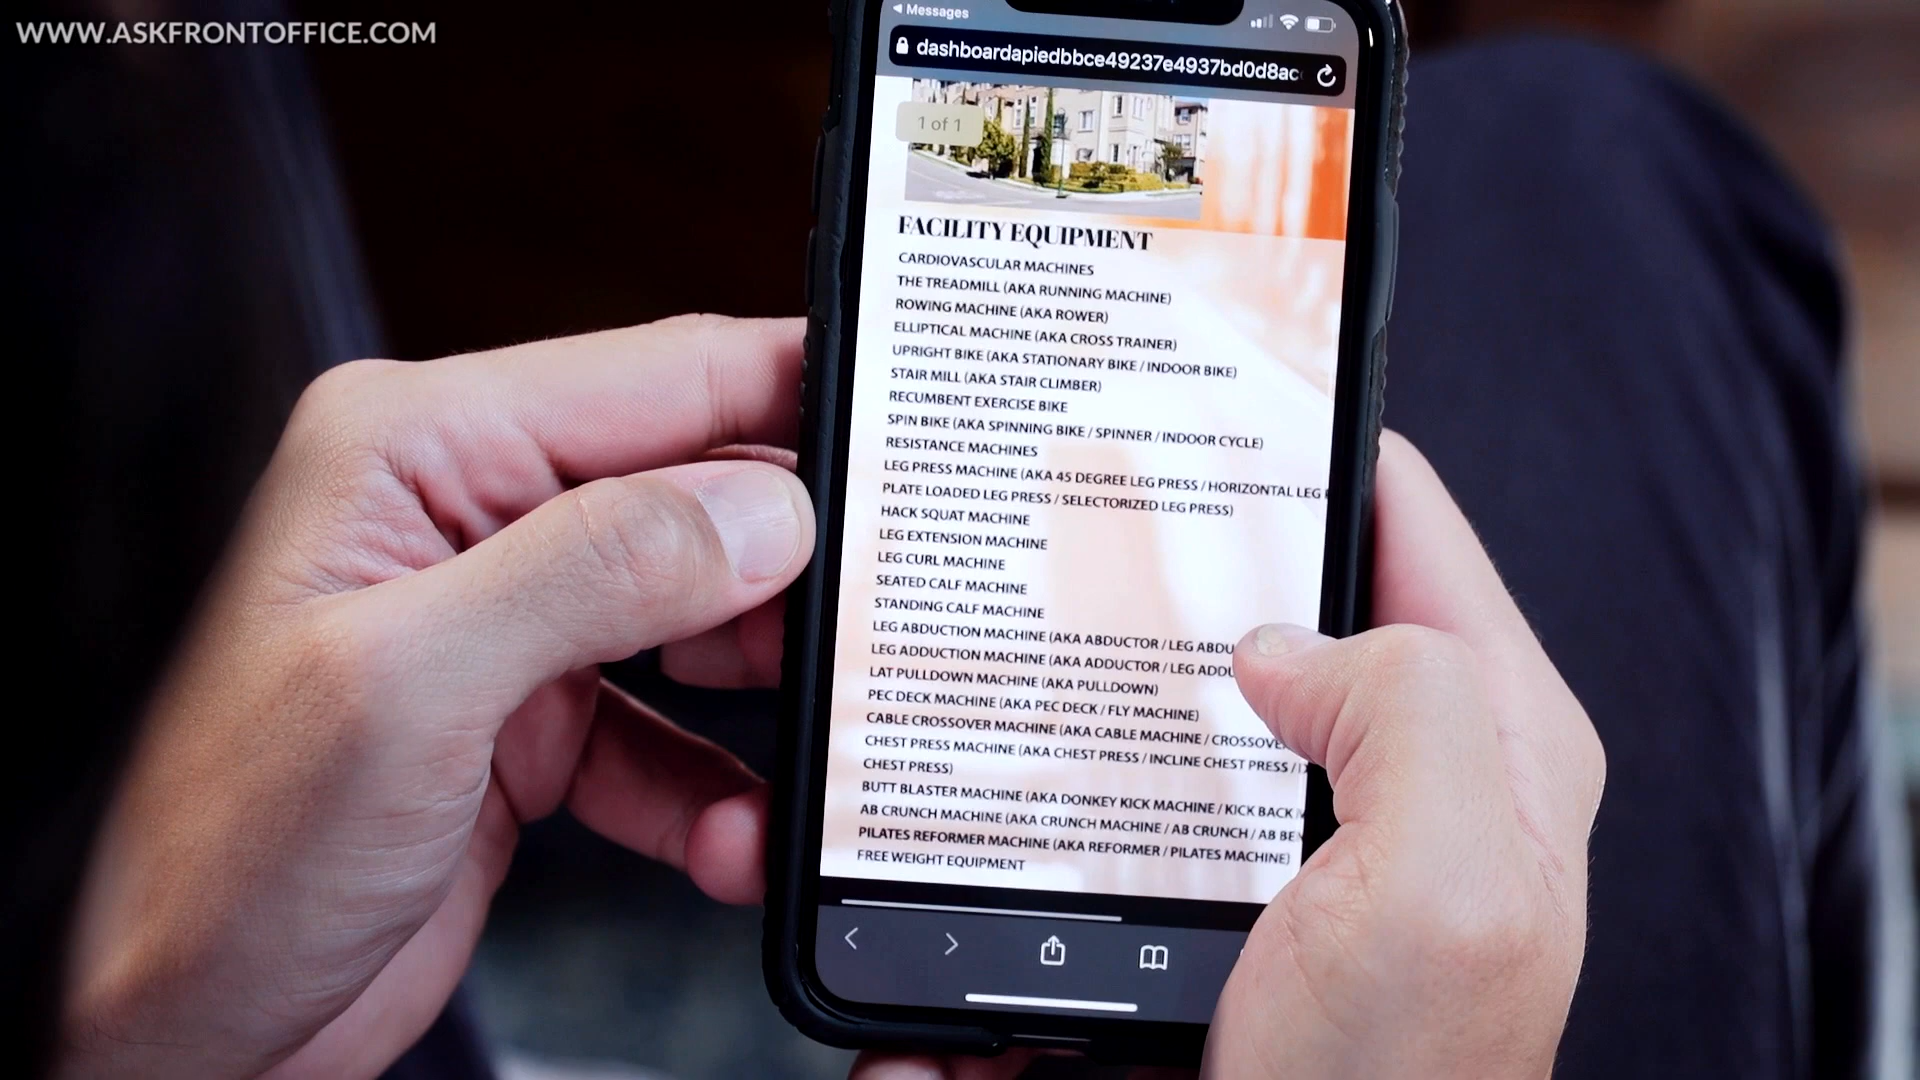 WWW.ASKFRONTOFFICE.COM
Messages
dashboardapiedbbce49237e4937bd0d8ac
1 of 1
FACILITY EQUIPMENT
CARDIOVASCULAR MACHINES
THE TREADMILL (AKA RUNNING MACHINE)
ROWING MACHINE (AKA ROWER)
ELLIPTICAL MACHINE (AKA CROSS TRAINER)
UPRIGHT BIKE (AKA STATIONARY BIKE / INDOOR BIKE)
STAIR MILL (AKA STAIR CLIMBER)
RECUMBENT EXERCISE BIKE
SPIN BIKE (AKA SPINNING BIKE / SPINNER / INDOOR CYCLE)
RESISTANCE MACHINES
LEG PRESS MACHINE (AKA 45 DEGREE LEG PRESS / HORIZONTAL LEG
PLATE LOADED LEG PRESS / SELECTORIZED LEG PRESS)
HACK SQUAT MACHINE
LEG EXTENSION MACHINE
LEG CURL MACHINE
SEATED CALF MACHINE
STANDING CALF MACHINE
LEG ABDUCTION MACHINE (AKA ABDUCTOR / LEG ABDU
LEG ADDUCTION MACHINE (AKA ADDUCTOR / LEG ADDU
LAT PULLDOWN MACHINE (AKA PULLDOWN)
PEC DECK MACHINE (AKA PEC DECK / FLY MACHINE)
CABLE CROSSOVER MACHINE (AKA CABLE MACHINE / CROSSOVE
CHEST PRESS MACHINE (AKA CHEST PRESS / INCLINE CHEST PRESS /
CHEST PRESS)
BUTT BLASTER MACHINE (AKA DONKEY KICK MACHINE / KICK BACK
AB CRUNCH MACHINE (AKA CRUNCH MACHINE / AB CRUNCH / AB BE
PILATES REFORMER MACHINE (AKA REFORMER / PILATES MACHINE)
FREE WEIGHT EQUIPMENT